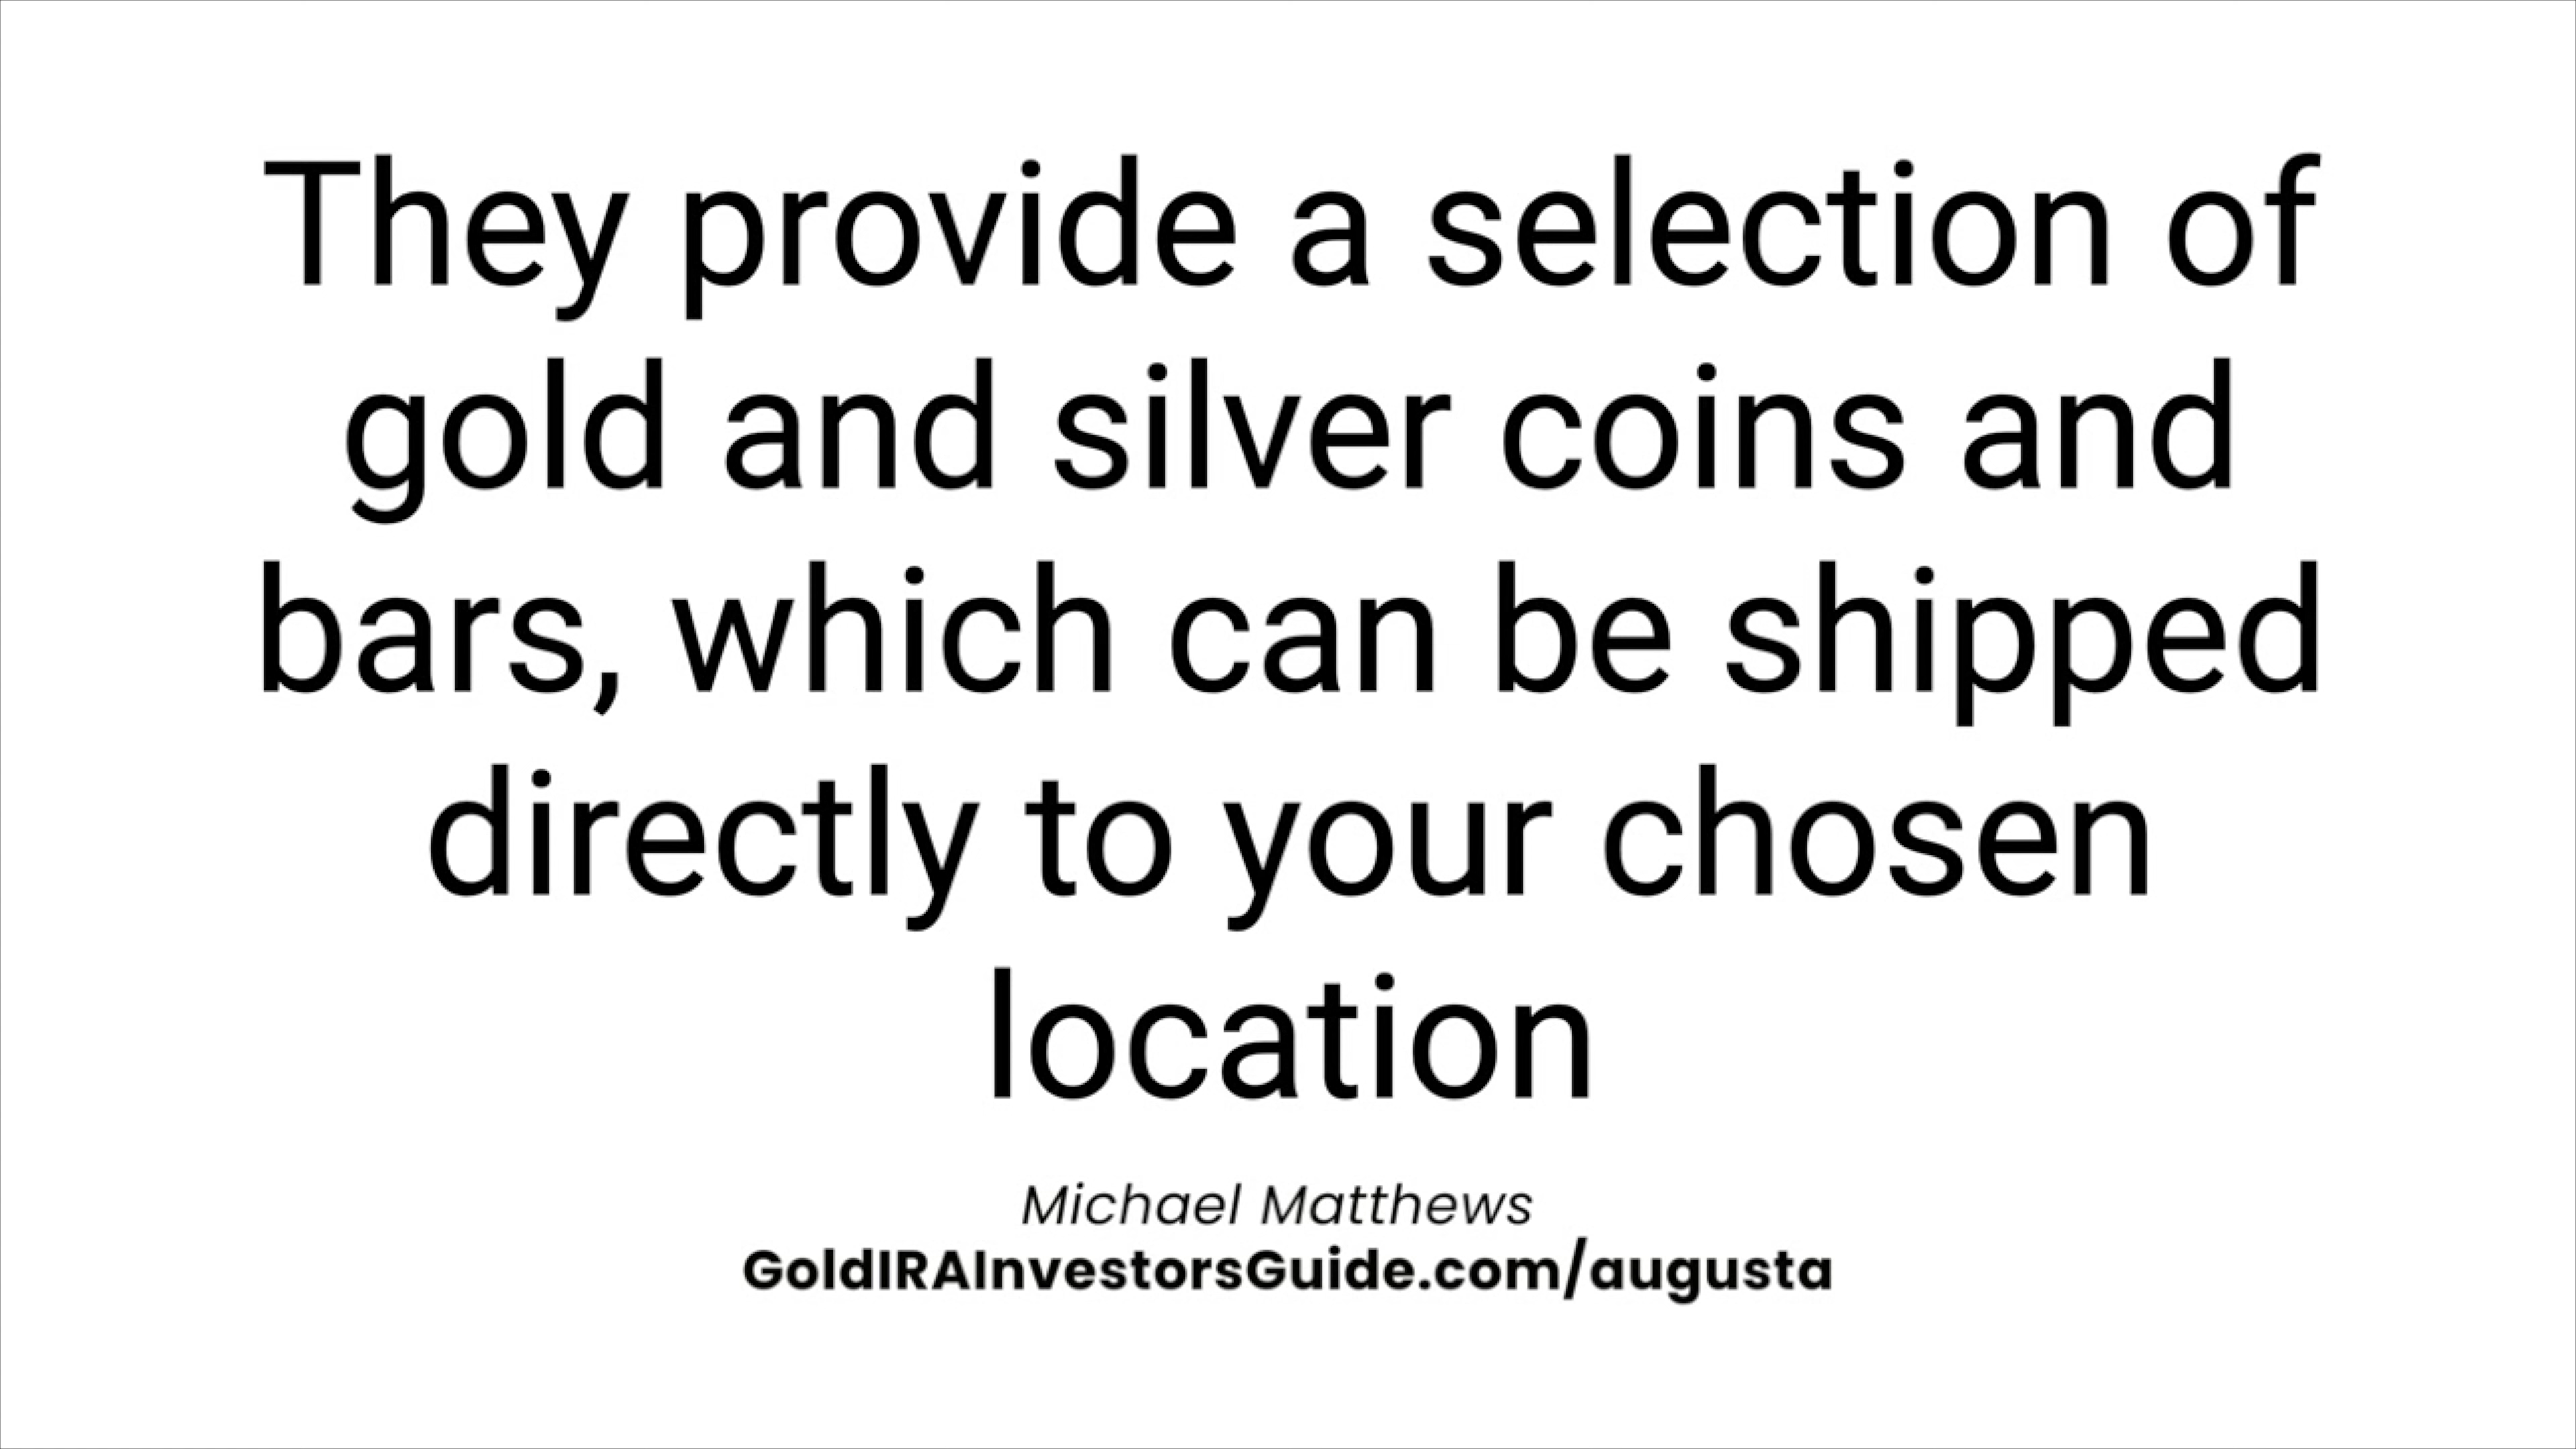 They provide a selection of
gold and silver coins and
bars, which can be shipped
directly to your chosen
location
Michael Matthews
GoldIRAInvestorsGuide.com/augusta